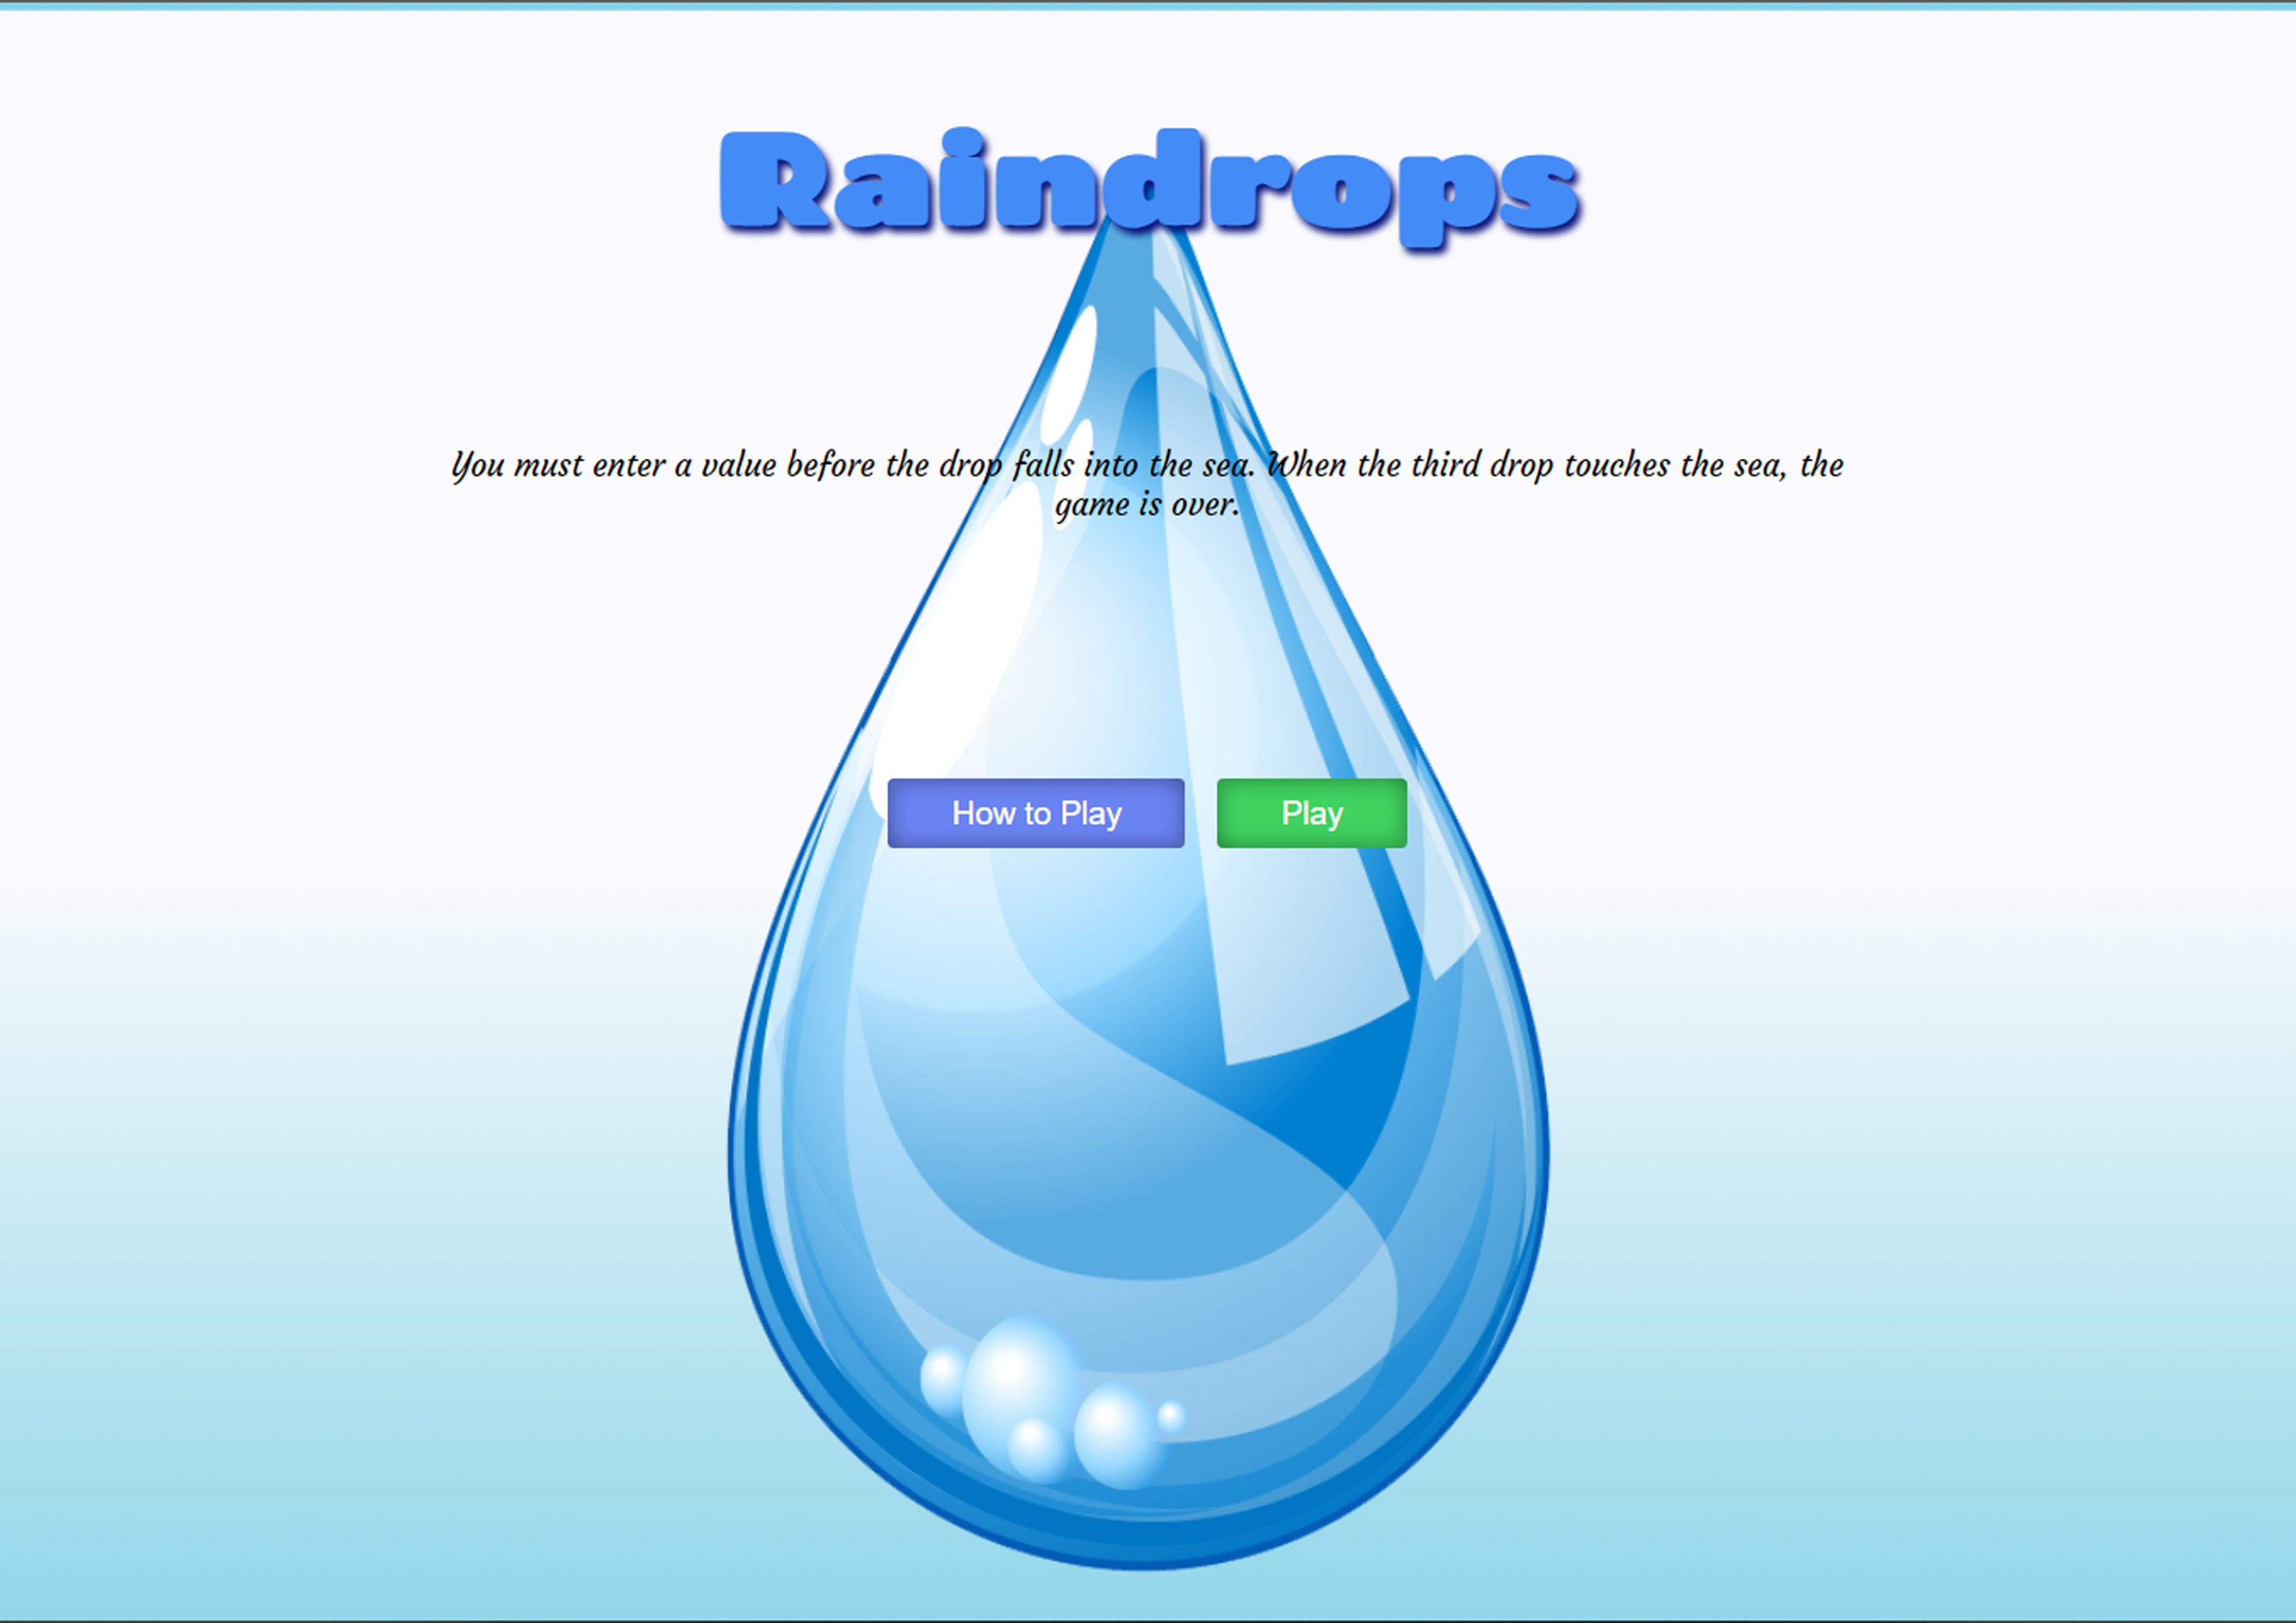 Raindrops
You must enter a value before the drop falls into the sea. When the third drop touches the sea, the
game is over.
How to Play
Play